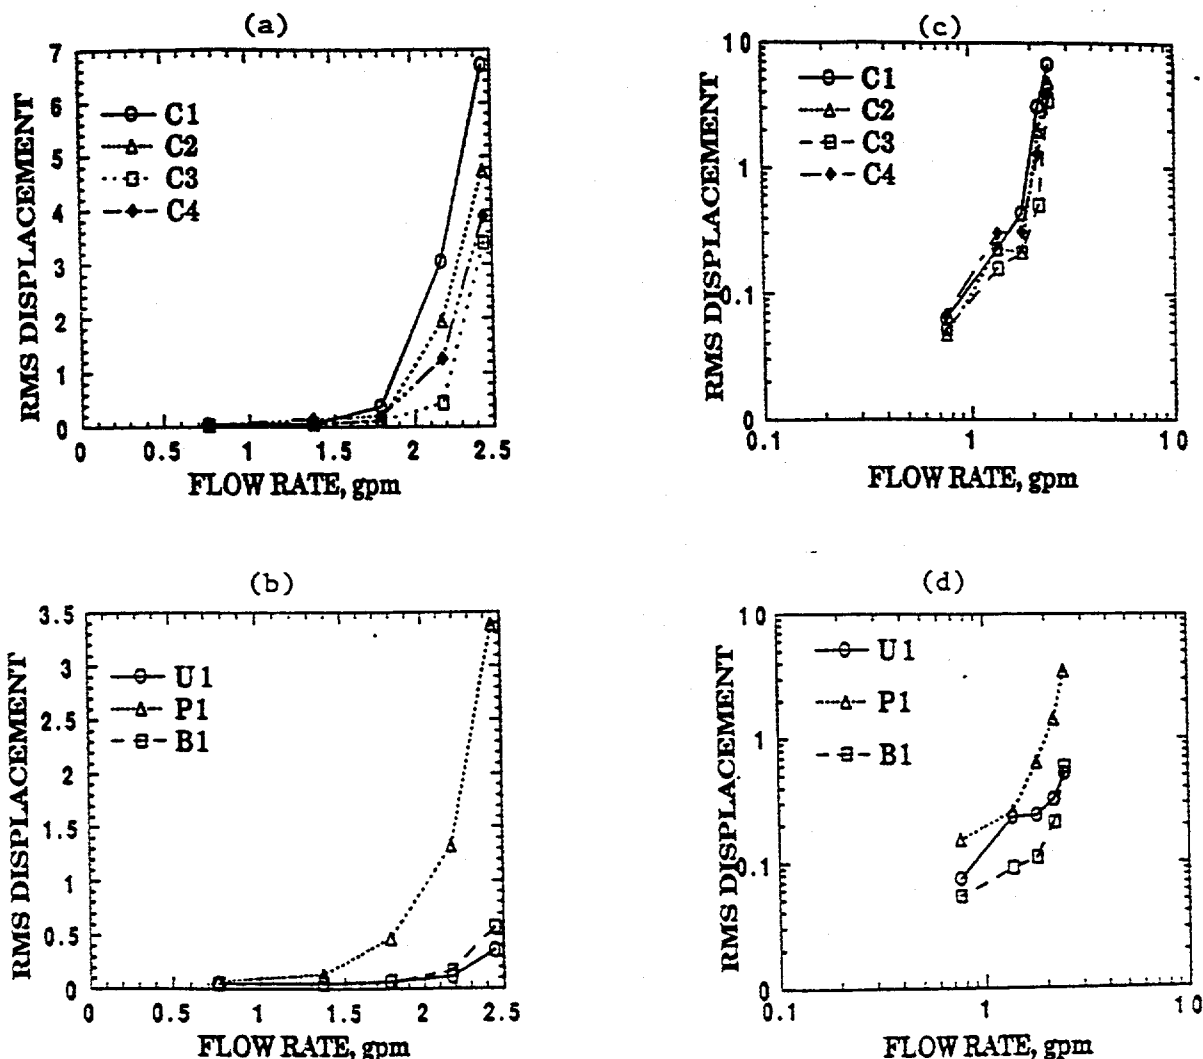 (a)
RMS DISPLACEMENT
7
6
5
4
3
2
1
0
C1
C2
C3
C4
0
0.5
1
1.5
2
2.5
FLOW RATE, gpm
(c)
RMS DISPLACEMENT
10
1
0.1
0.01
C1
C2
C3
C4
0.1
1
10
FLOW RATE, gpm
(b)
RMS DISPLACEMENT
3.5
3
2.5
2
1.5
1
0.5
0
U1
P1
B1
0
0.5
1
1.5
2
2.5
FLOW RATE, gpm
(d)
RMS DISPLACEMENT
10
1
0.1
0.01
U1
P1
B1
0.1
1
10
FLOW RATE, gpm